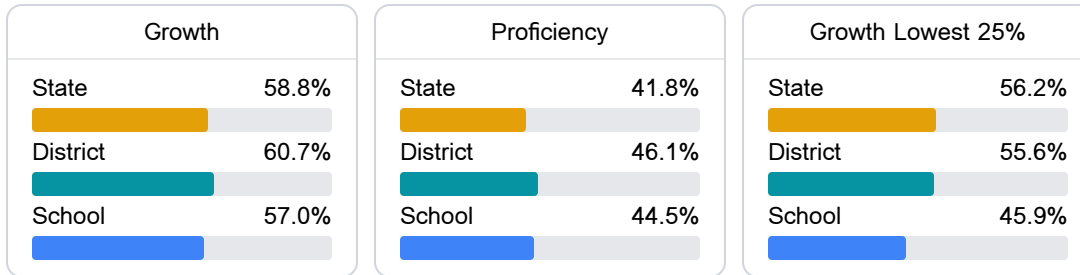 Growth
State 58.8%
District 60.7%
School 57.0%
Proficiency
State 41.8%
District 46.1%
School 44.5%
Growth Lowest 25%
State 56.2%
District 55.6%
School 45.9%